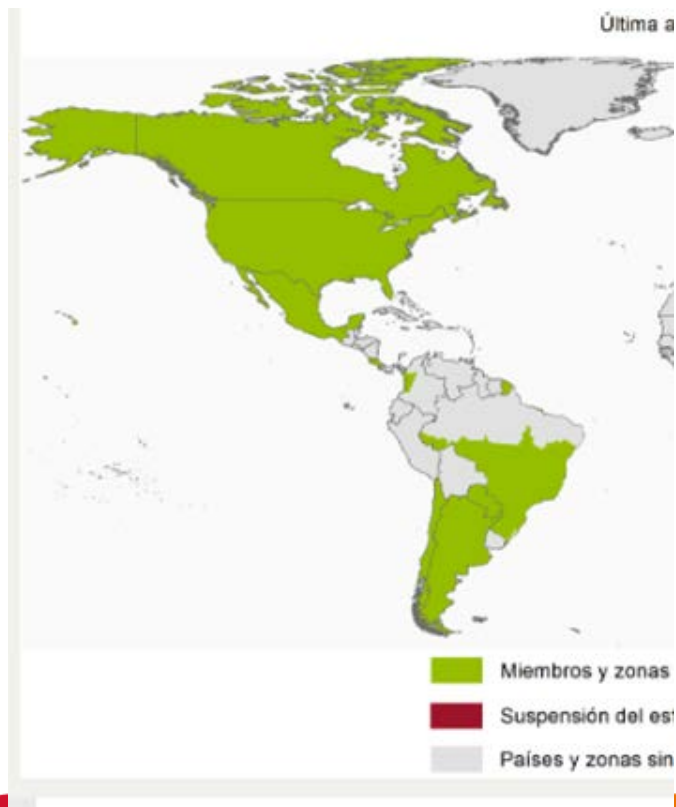 Última a
Miembros y zonas
Suspensión del est
Países y zonas sin